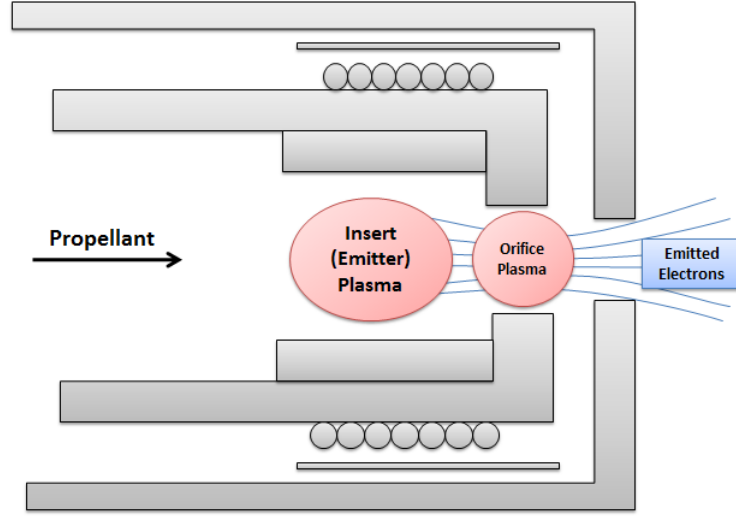 Propellant
Insert
(Emitter)
Plasma
Orifice
Plasma
Emitted
Electrons